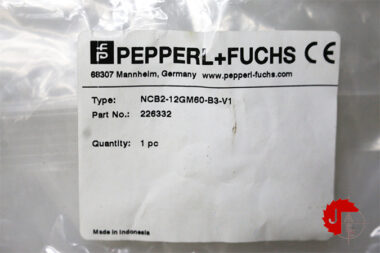 PEPPERL+FUCHS CE
68307 Mannheim, Germany www.pepperl-fuchs.com
Type: NCB2-12GM60-B3-V1
Part No.: 226332
Quantity: 1 pc
Made in Indonesia